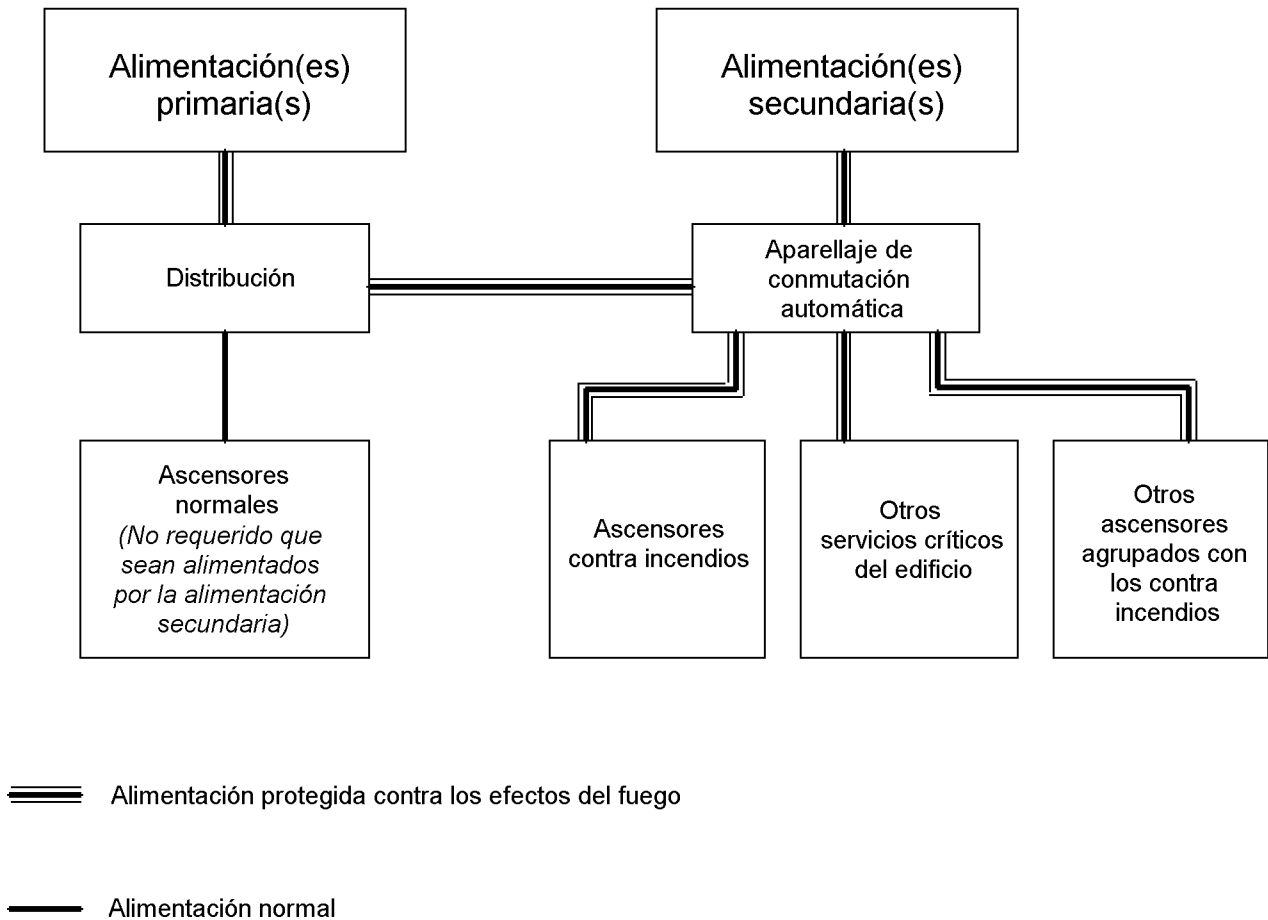 Alimentación(es)
primaria(s)
Alimentación(es)
secundaria(s)
Distribución
Aparellaje de
conmutación
automática
Ascensores
normales
(No requerido que
sean alimentados
por la alimentación
secundaria)
Ascensores
contra incendios
Otros
servicios críticos
del edificio
Otros
ascensores
agrupados con
los contra
incendios
Alimentación protegida contra los efectos del fuego
Alimentación normal